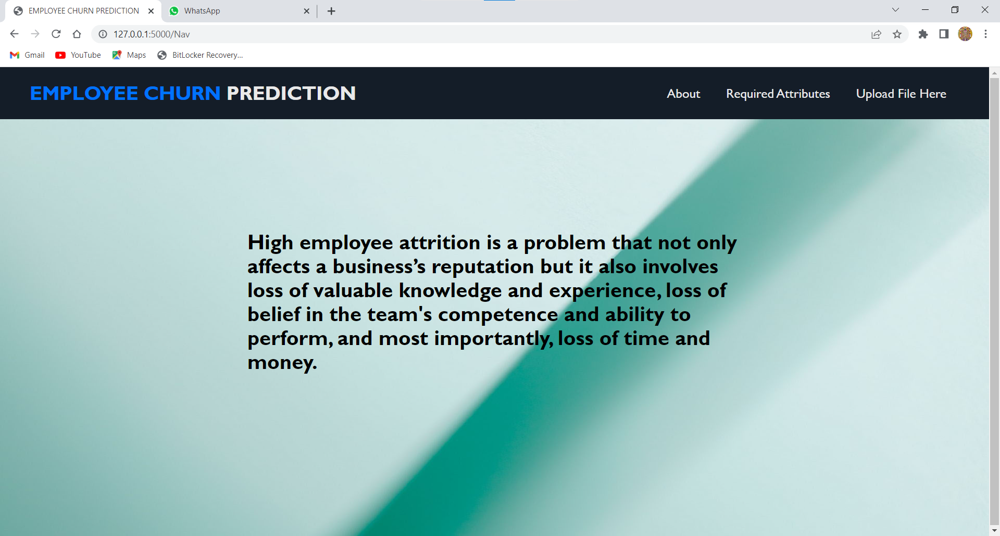 EMPLOYEE CHURN PREDICTION
WhatsApp
127.0.0.1:5000/Nav
Gmail
YouTube
Maps
BitLocker Recovery...
EMPLOYEE CHURN PREDICTION
About
Required Attributes
Upload File Here
High employee attrition is a problem that not only
affects a business’s reputation but it also involves
loss of valuable knowledge and experience, loss of
belief in the team's competence and ability to
perform, and most importantly, loss of time and
money.